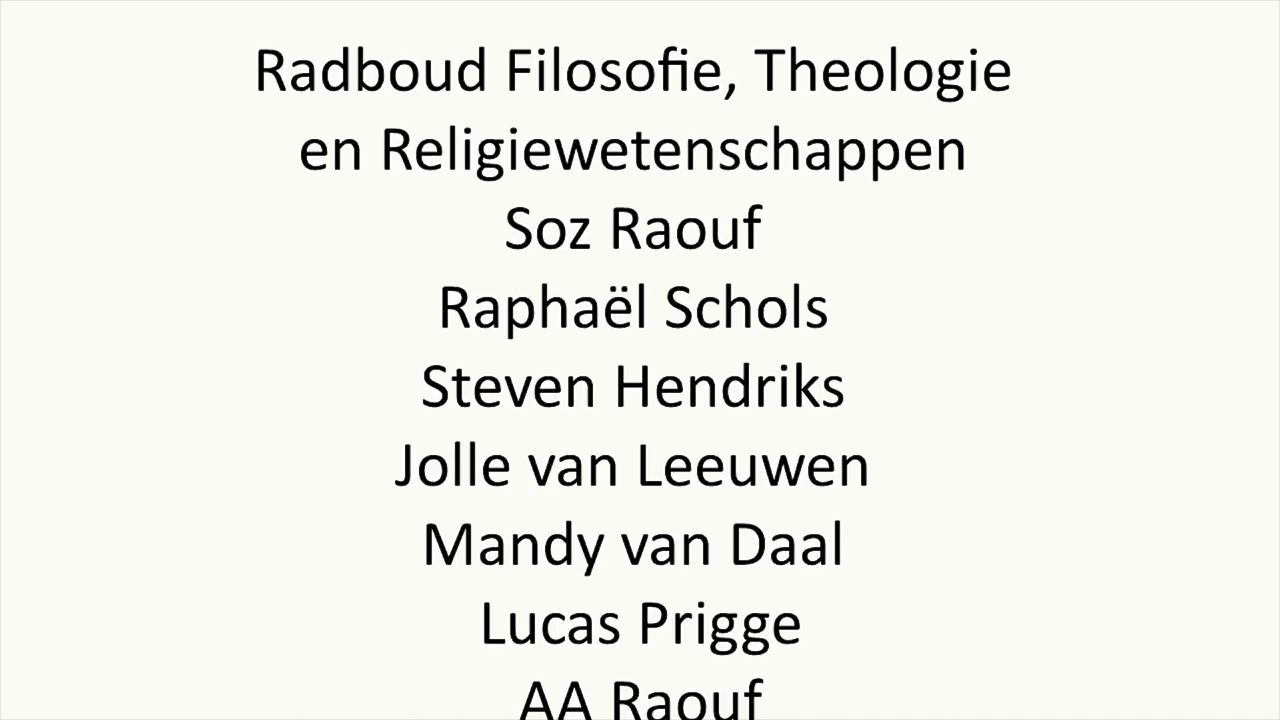 Radboud Filosofie, Theologie
en Religiewetenschappen
Soz Raouf
Raphaël Schols
Steven Hendriks
Jolle van Leeuwen
Mandy van Daal
Lucas Prigge
AA Raouf